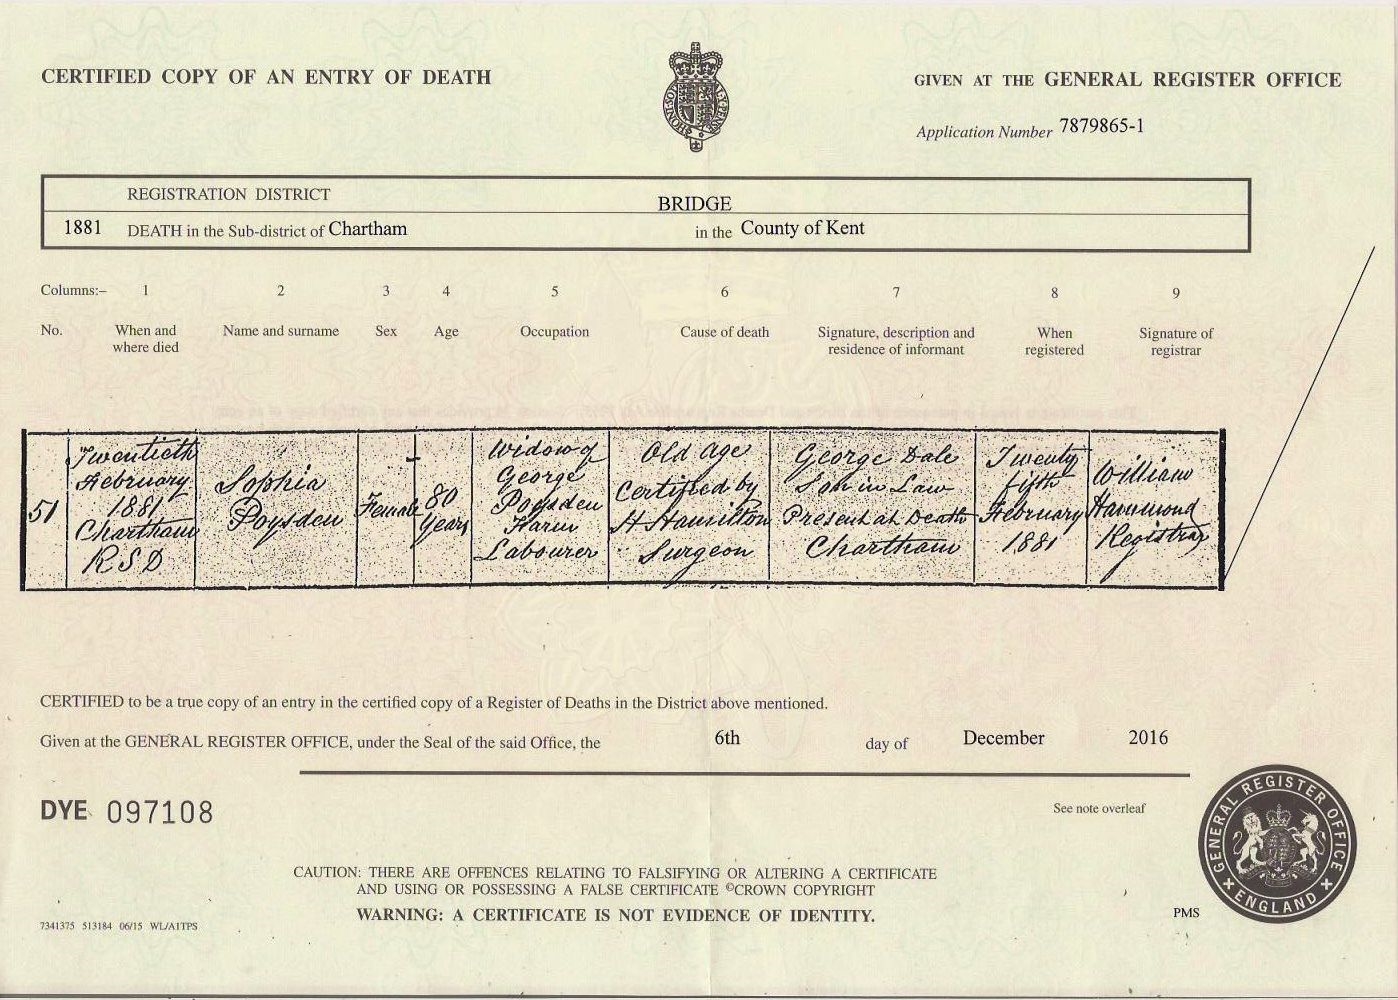 CERTIFIED COPY OF AN ENTRY OF DEATH
GIVEN AT THE GENERAL REGISTER OFFICE
Application Number 7879865-1
REGISTRATION DISTRICT
BRIDGE
1881 DEATH in the Sub-district of Chartham in the County of Kent
Columns:– 1 2 3 4 5 6 7 8 9
No.
When and
where died
Name and surname
Sex
Age
Occupation
Cause of death
Signature, description and
residence of informant
When
registered
Signature of
registrar
51
Twentieth
February
1881
Chartham
RSD
Sophia
Poysden
Female
80
Years
Widow of
George
Poysden
Farm
Labourer
Old Age
Certified by
H Hamilton
Surgeon
George Dale
Son in Law
Present at Death
Chartham
Twenty
fifth
February
1881
William
Hammond
Registrar
CERTIFIED to be a true copy of an entry in the certified copy of a Register of Deaths in the District above mentioned.
Given at the GENERAL REGISTER OFFICE, under the Seal of the said Office, the 6th day of December 2016
DYE 097108
See note overleaf
CAUTION: THERE ARE OFFENCES RELATING TO FALSIFYING OR ALTERING A CERTIFICATE
AND USING OR POSSESSING A FALSE CERTIFICATE ©CROWN COPYRIGHT
WARNING: A CERTIFICATE IS NOT EVIDENCE OF IDENTITY.
7341375 513184 06/15 WL/A1TPS
PMS
GENERAL REGISTER OFFICE
ENGLAND